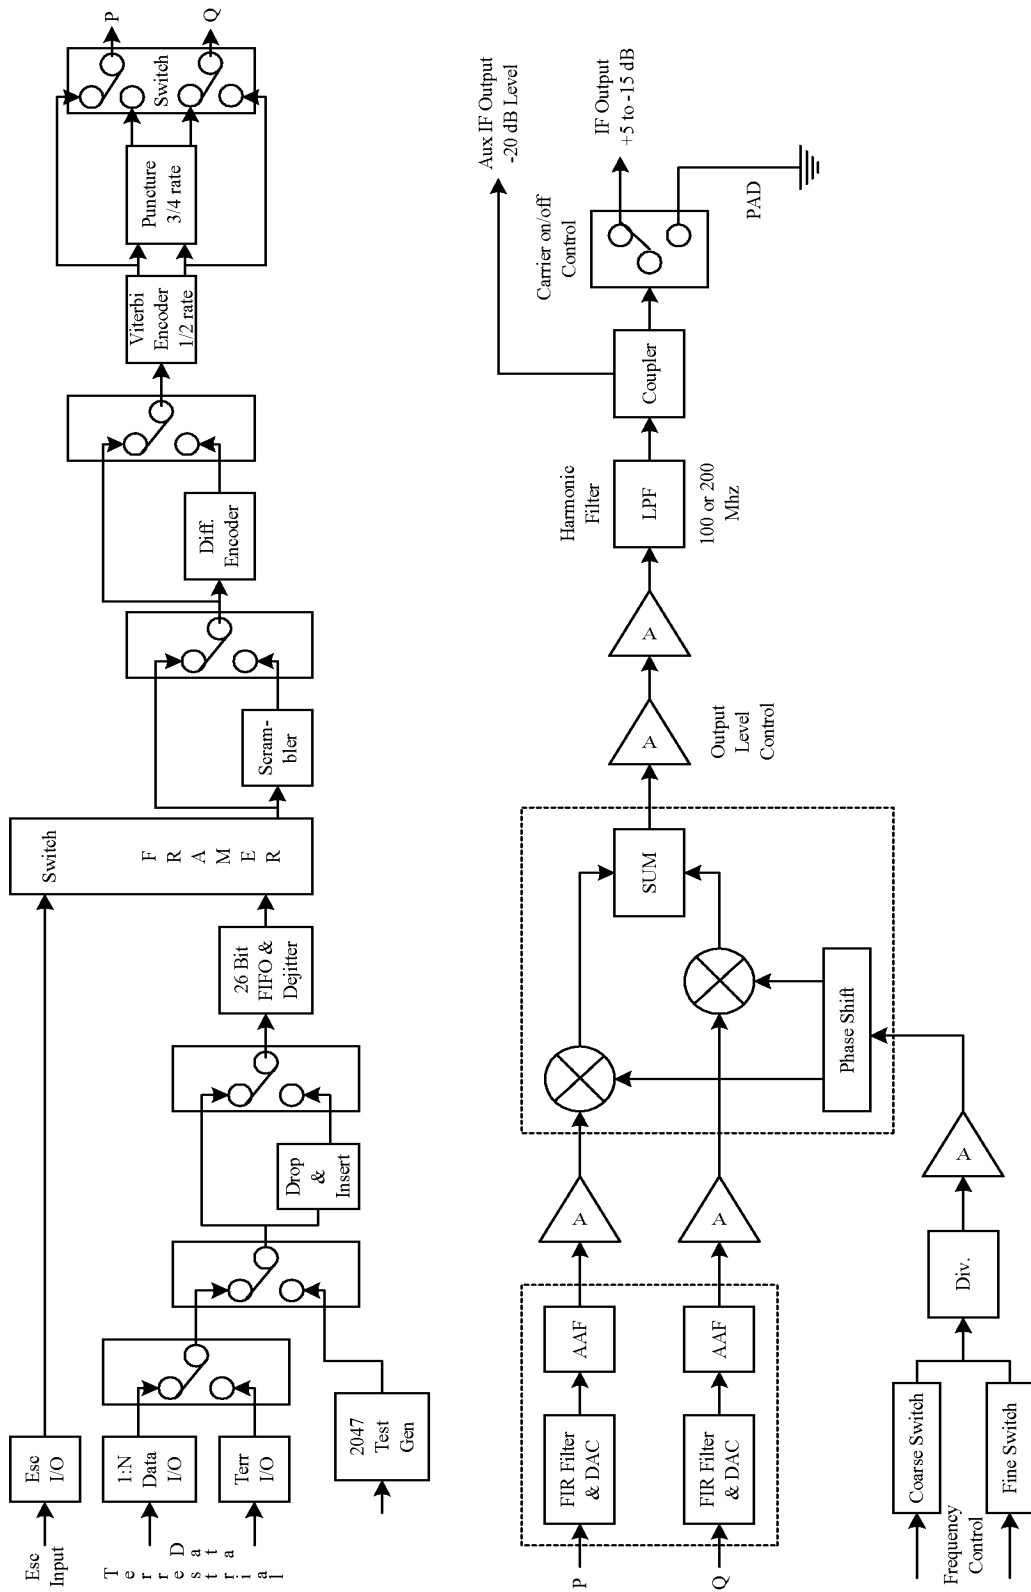 Esc
Input
Terrestrial
Data
Esc
I/O
1:N
Data
I/O
Terr
I/O
2047
Test
Gen
Drop
&
Insert
26 Bit
FIFO &
Dejitter
Switch
F
R
A
M
E
R
Scram-
bler
Diff.
Encoder
Viterbi
Encoder
1/2 rate
Puncture
3/4 rate
Switch
P
Q
P
Q
FIR Filter
& DAC
FIR Filter
& DAC
AAF
AAF
A
A
Frequency
Control
Coarse Switch
Fine Switch
Div.
A
Phase Shift
SUM
A
Output
Level
Control
A
Harmonic
Filter
LPF
100 or 200
Mhz
Coupler
Carrier on/off
Control
PAD
Aux IF Output
-20 dB Level
IF Output
+5 to -15 dB